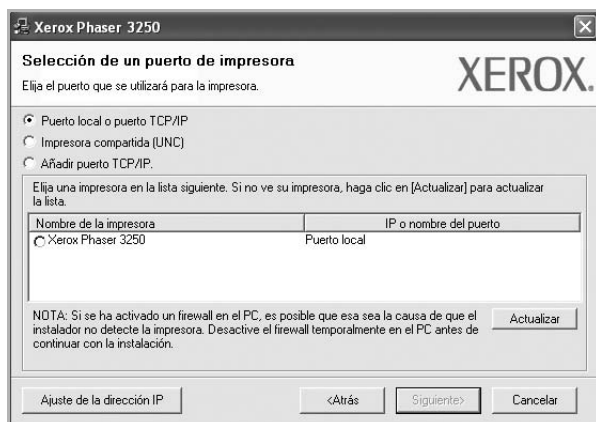 Xerox Phaser 3250
Selección de un puerto de impresora
Elija el puerto que se utilizará para la impresora.
XEROX.
Puerto local o puerto TCP/IP
Impresora compartida (UNC)
Añadir puerto TCP/IP.
Elija una impresora en la lista siguiente. Si no ve su impresora, haga clic en [Actualizar] para actualizar
la lista.
Nombre de la impresora IP o nombre del puerto
Xerox Phaser 3250 Puerto local
NOTA: Si se ha activado un firewall en el PC, es posible que esa sea la causa de que el
instalador no detecte la impresora. Desactive el firewall temporalmente en el PC antes de
continuar con la instalación.
Actualizar
Ajuste de la dirección IP <Atrás Siguiente> Cancelar